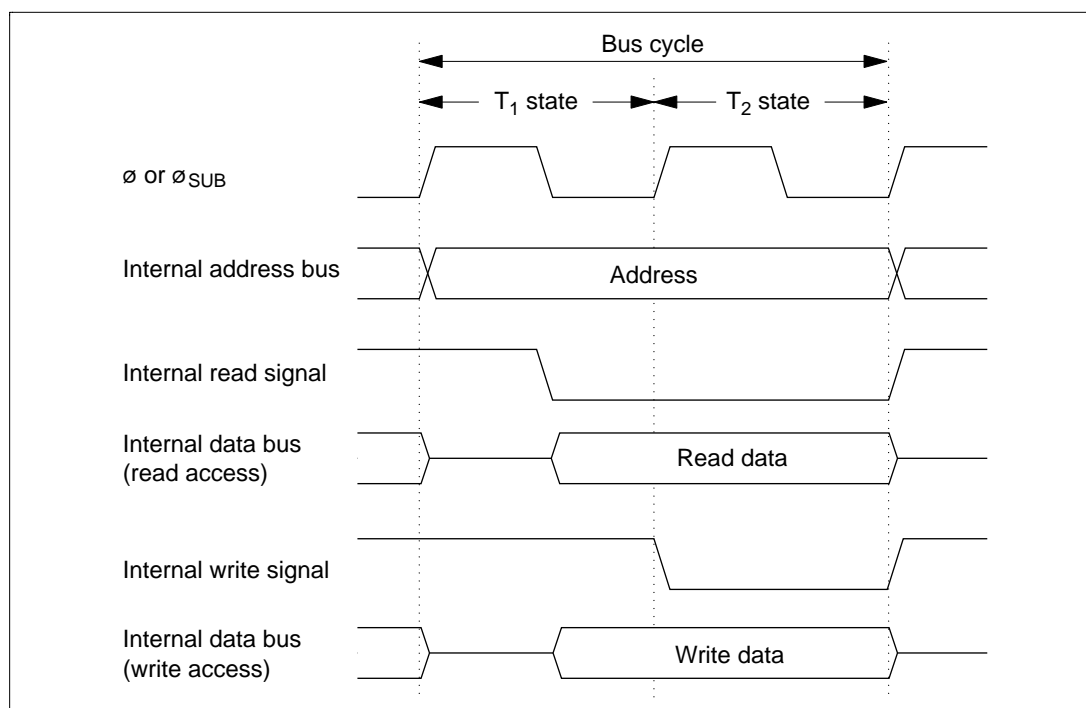 Bus cycle
T1 state
T2 state
ø or øSUB
Internal address bus
Address
Internal read signal
Internal data bus
(read access)
Read data
Internal write signal
Internal data bus
(write access)
Write data